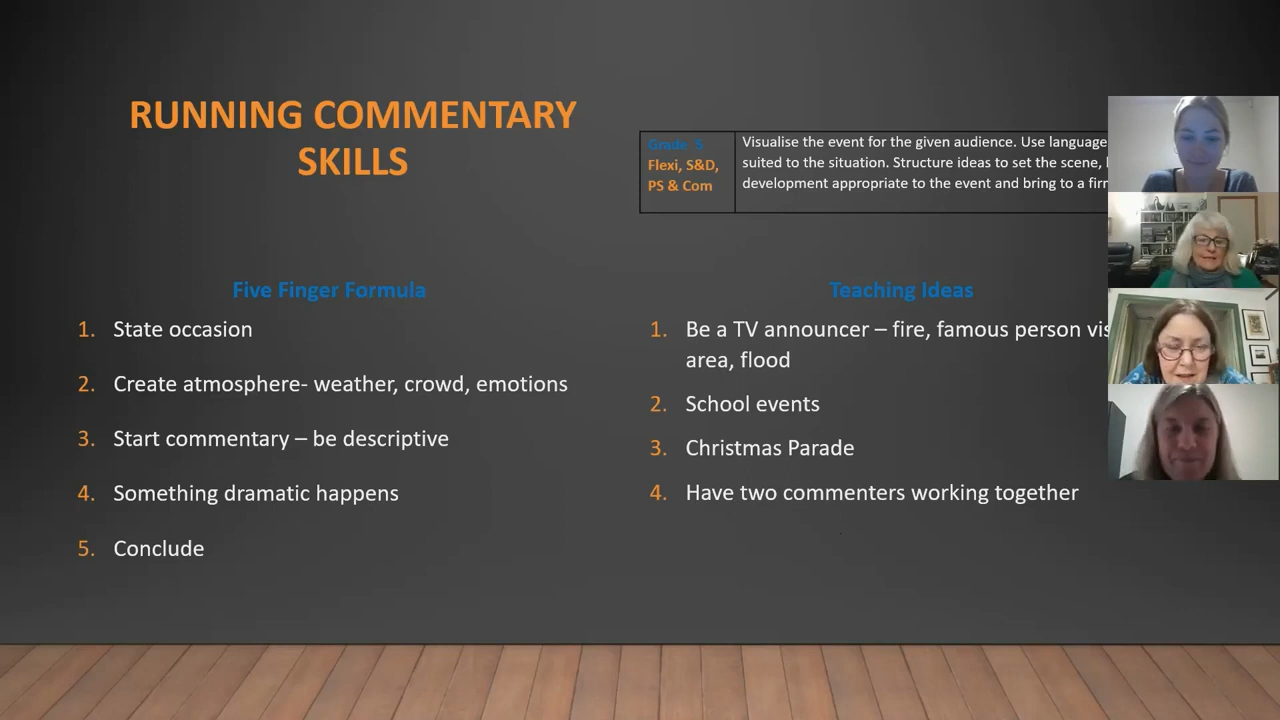 RUNNING COMMENTARY
SKILLS
Grade 5
Flexi, S&D,
PS & Com
Visualise the event for the given audience. Use language
suited to the situation. Structure ideas to set the scene,
development appropriate to the event and bring to a
Five Finger Formula
1. State occasion
2. Create atmosphere- weather, crowd, emotions
3. Start commentary – be descriptive
4. Something dramatic happens
5. Conclude
Teaching Ideas
1. Be a TV announcer – fire, famous person
area, flood
2. School events
3. Christmas Parade
4. Have two commenters working together